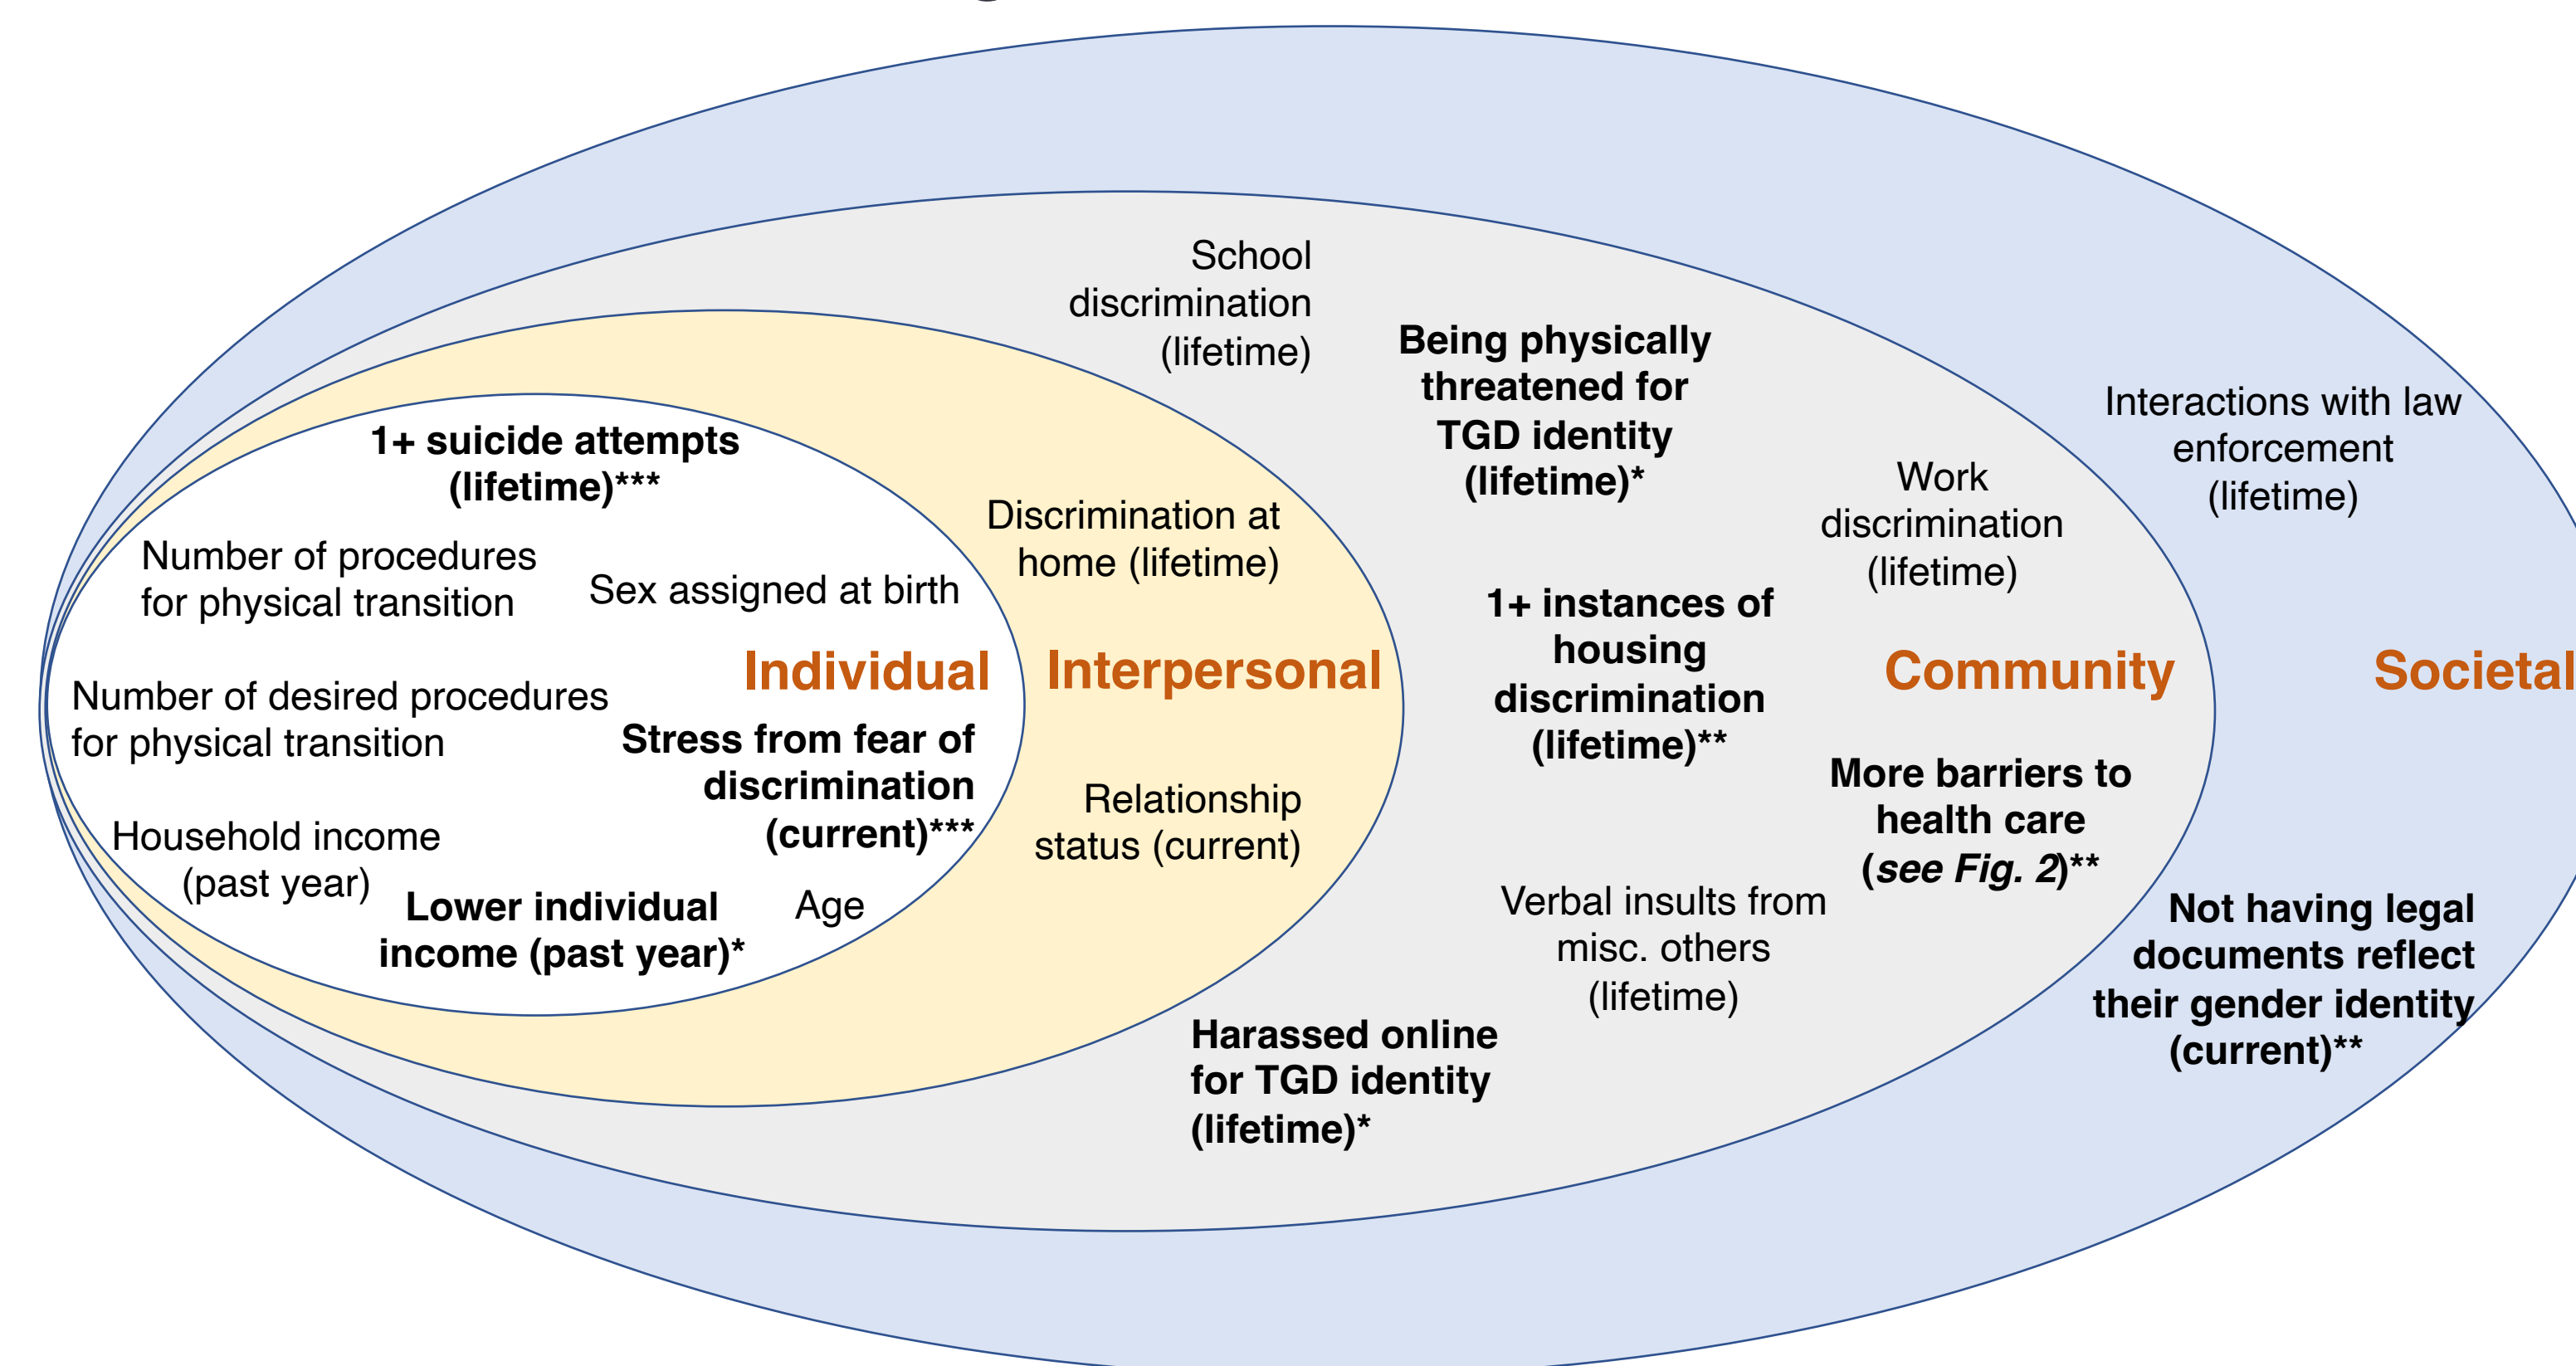 School
discrimination
(lifetime)
Being physically
threatened for
TGD identity
(lifetime)*
Interactions with law
enforcement
(lifetime)
1+ suicide attempts
(lifetime)***
Work
discrimination
(lifetime)
Discrimination at
home (lifetime)
Number of procedures
for physical transition
Sex assigned at birth
1+ instances of
housing
discrimination
(lifetime)**
Individual
Interpersonal
Community
Societal
Number of desired procedures
for physical transition
Stress from fear of
discrimination
(current)***
More barriers to
health care
(see Fig. 2)**
Relationship
status (current)
Household income
(past year)
Lower individual
income (past year)*
Age
Verbal insults from
misc. others
(lifetime)
Not having legal
documents reflect
their gender identity
(current)**
Harassed online
for TGD identity
(lifetime)*